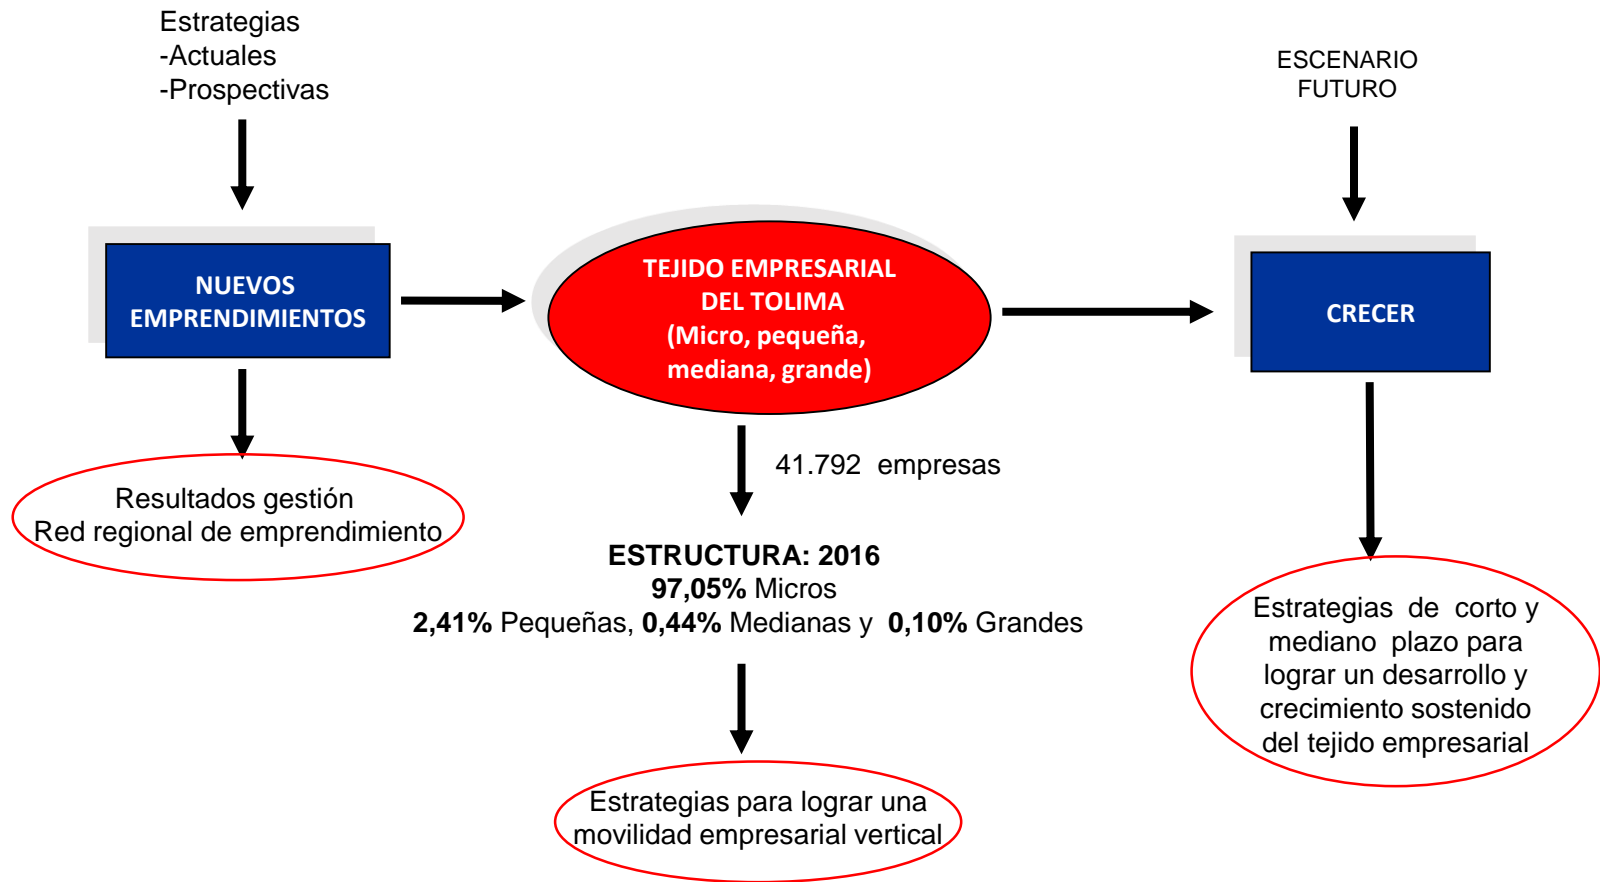 Estrategias
-Actuales
-Prospectivas
NUEVOS
EMPRENDIMIENTOS
Resultados gestión
Red regional de emprendimiento
TEJIDO EMPRESARIAL
DEL TOLIMA
(Micro, pequeña,
mediana, grande)
41.792 empresas
ESTRUCTURA: 2016
97,05% Micros
2,41% Pequeñas, 0,44% Medianas y 0,10% Grandes
Estrategias para lograr una
movilidad empresarial vertical
ESCENARIO
FUTURO
CRECER
Estrategias de corto y
mediano plazo para
lograr un desarrollo y
crecimiento sostenido
del tejido empresarial